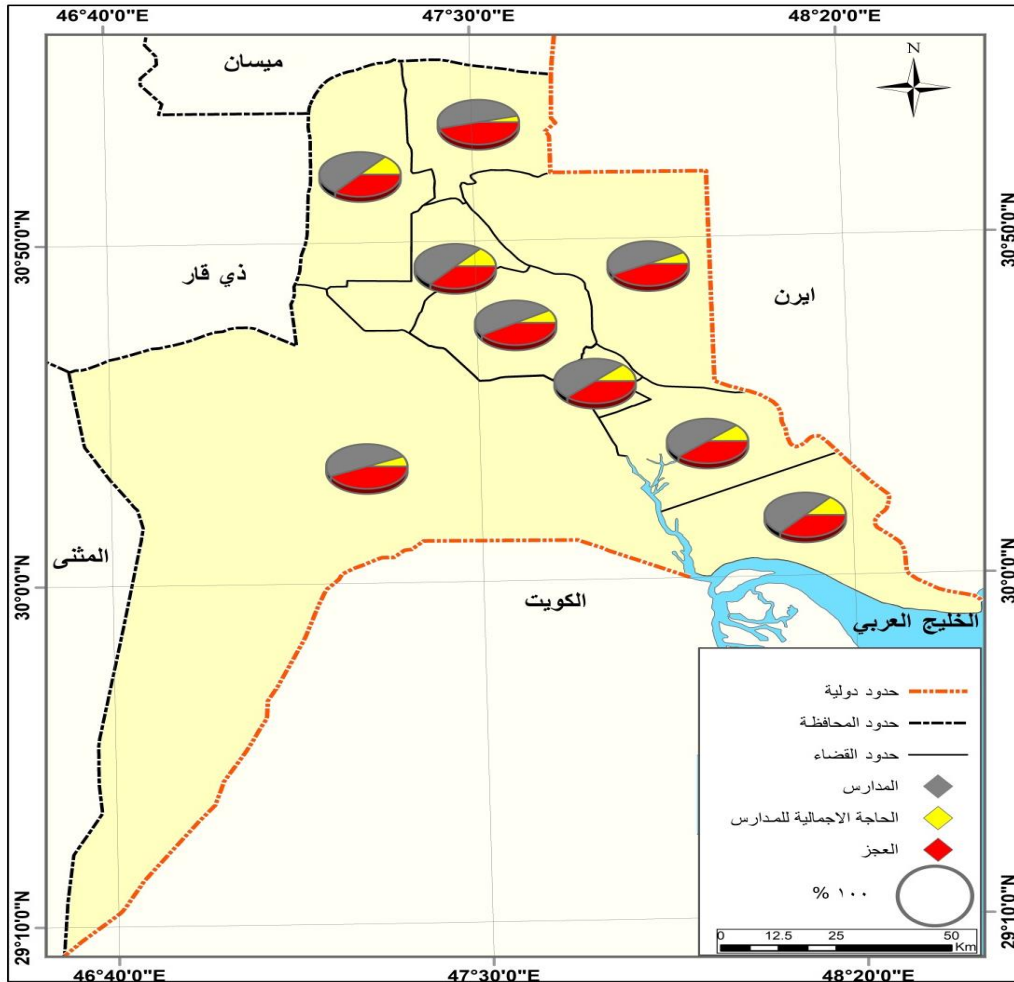 46°40'0"E 47°30'0"E 48°20'0"E
N
ميسان
30°50'0"N 30°50'0"N
ذي قار
ايرن
المثنى
30°0'0"N 30°0'0"N
الكويت
الخليج العربي
حدود دولية
حدود المحافظة
حدود القضاء
المدارس
الحاجة الاجمالية للمدارس
العجز
١٠٠ %
29°10'0"N 29°10'0"N
0 12.5 25 50
Km
46°40'0"E 47°30'0"E 48°20'0"E